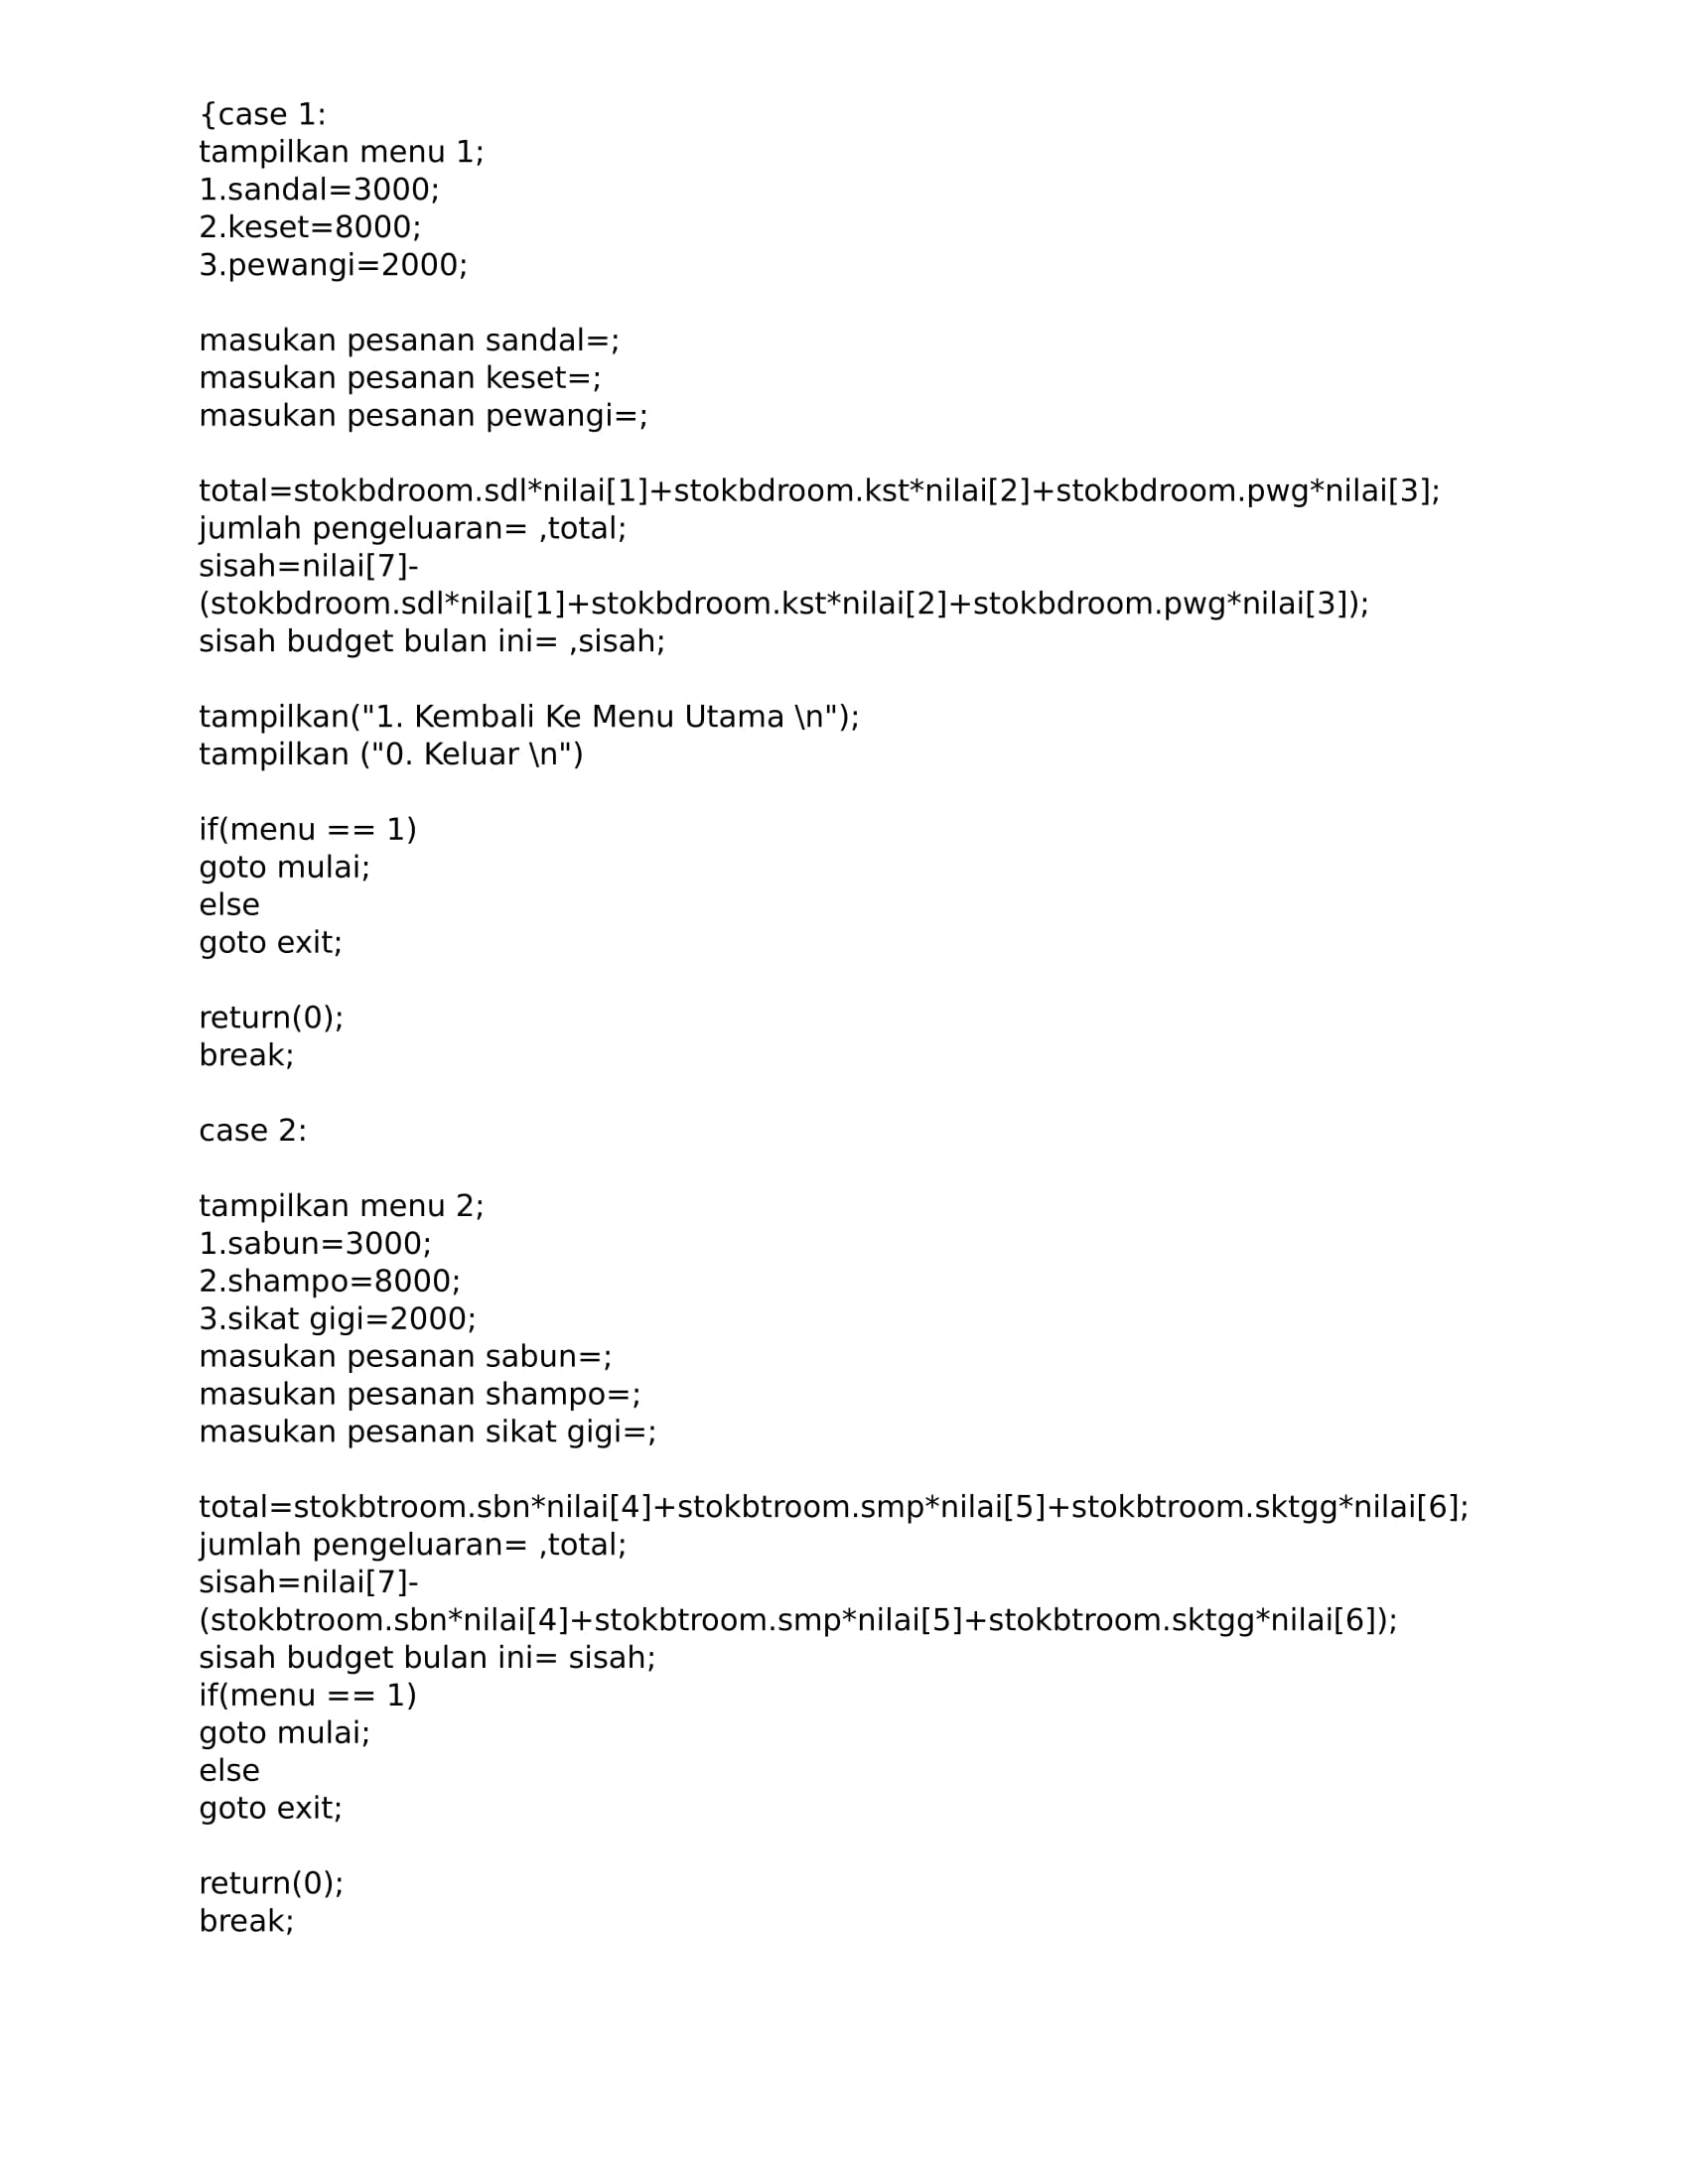 {case 1:
tampilkan menu 1;
1.sandal=3000;
2.keset=8000;
3.pewangi=2000;
masukan pesanan sandal=;
masukan pesanan keset=;
masukan pesanan pewangi=;
total=stokbdroom.sdl*nilai[1]+stokbdroom.kst*nilai[2]+stokbdroom.pwg*nilai[3];
jumlah pengeluaran= ,total;
sisah=nilai[7]-
(stokbdroom.sdl*nilai[1]+stokbdroom.kst*nilai[2]+stokbdroom.pwg*nilai[3]);
sisah budget bulan ini= ,sisah;
tampilkan("1. Kembali Ke Menu Utama \n");
tampilkan ("0. Keluar \n")
if(menu == 1)
goto mulai;
else
goto exit;
return(0);
break;
case 2:
tampilkan menu 2;
1.sabun=3000;
2.shampo=8000;
3.sikat gigi=2000;
masukan pesanan sabun=;
masukan pesanan shampo=;
masukan pesanan sikat gigi=;
total=stokbtroom.sbn*nilai[4]+stokbtroom.smp*nilai[5]+stokbtroom.sktgg*nilai[6];
jumlah pengeluaran= ,total;
sisah=nilai[7]-
(stokbtroom.sbn*nilai[4]+stokbtroom.smp*nilai[5]+stokbtroom.sktgg*nilai[6]);
sisah budget bulan ini= sisah;
if(menu == 1)
goto mulai;
else
goto exit;
return(0);
break;